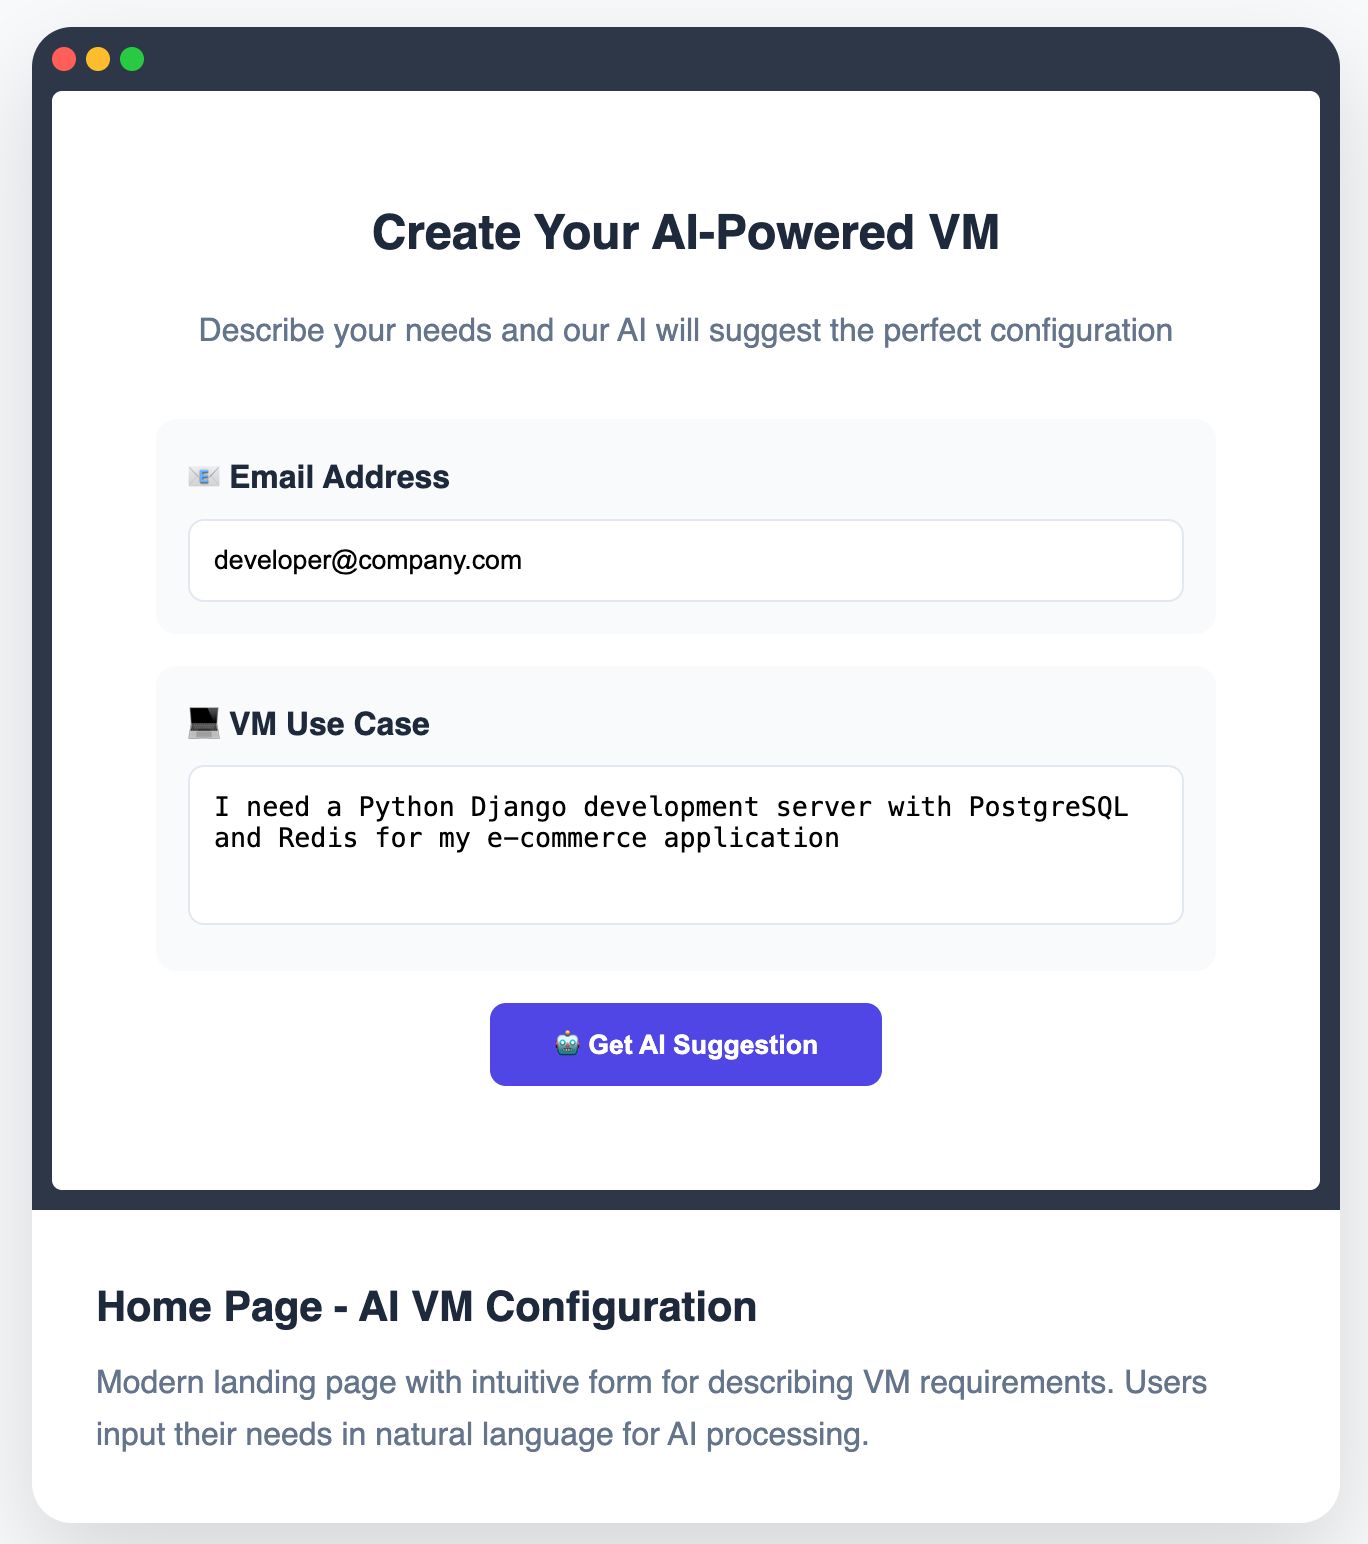 Create Your AI-Powered VM
Describe your needs and our AI will suggest the perfect configuration
📧 Email Address
developer@company.com
💻 VM Use Case
I need a Python Django development server with PostgreSQL
and Redis for my e-commerce application
🤖 Get AI Suggestion
Home Page - AI VM Configuration
Modern landing page with intuitive form for describing VM requirements. Users
input their needs in natural language for AI processing.